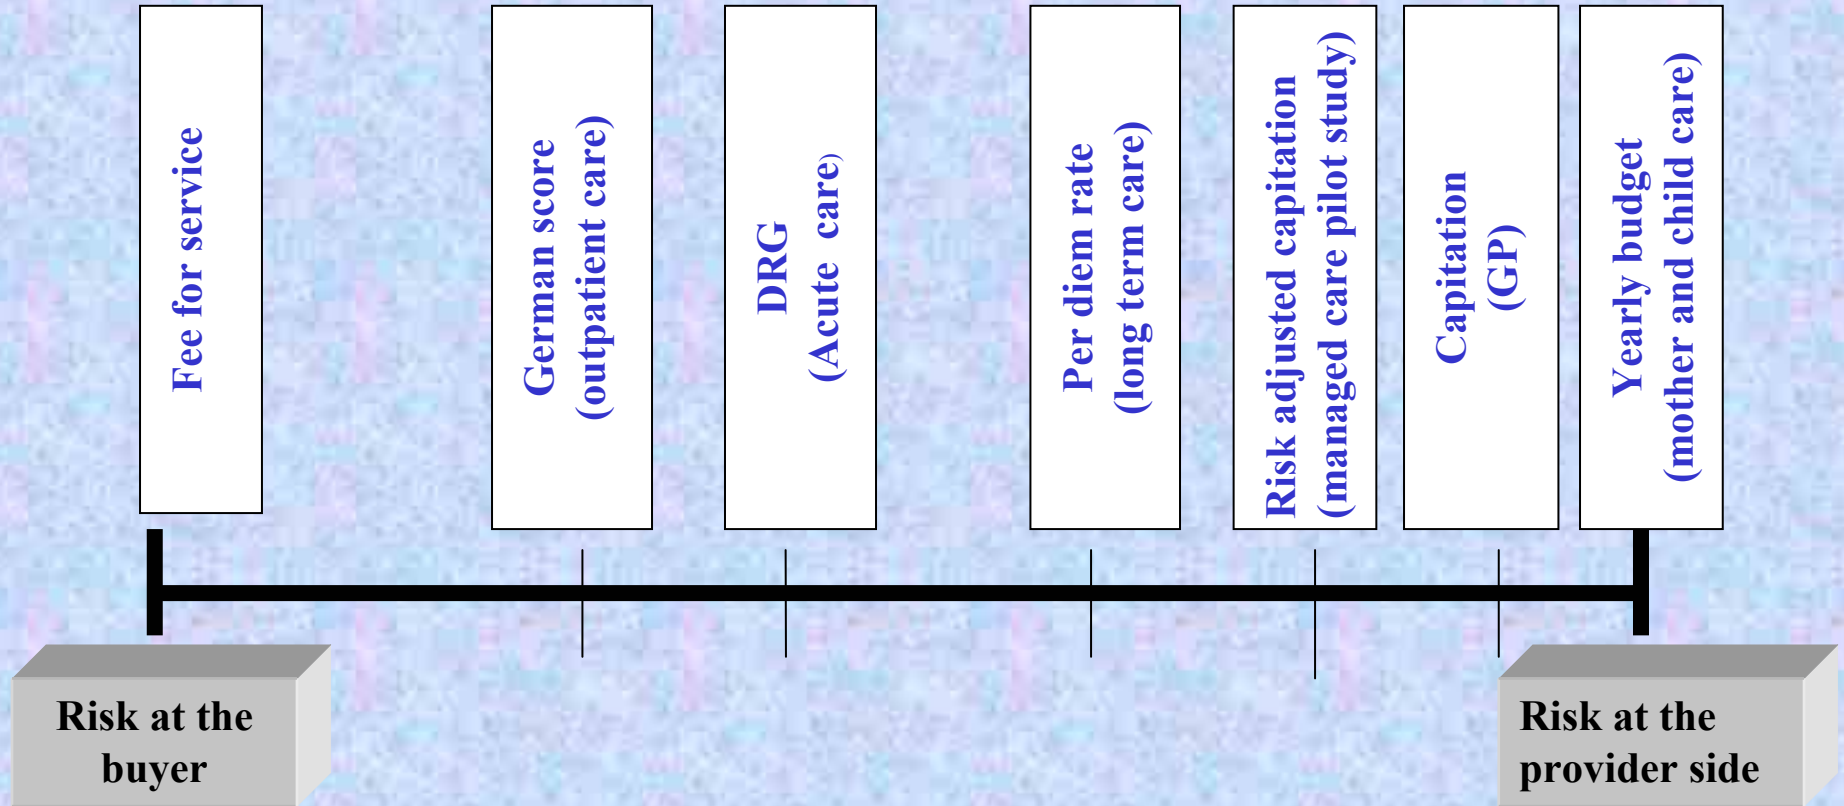 Fee for service
German score
(outpatient care)
DRG
(Acute care)
Per diem rate
(long term care)
Risk adjusted capitation
(managed care pilot study)
Capitation
(GP)
Yearly budget
(mother and child care)
Risk at the
buyer
Risk at the
provider side